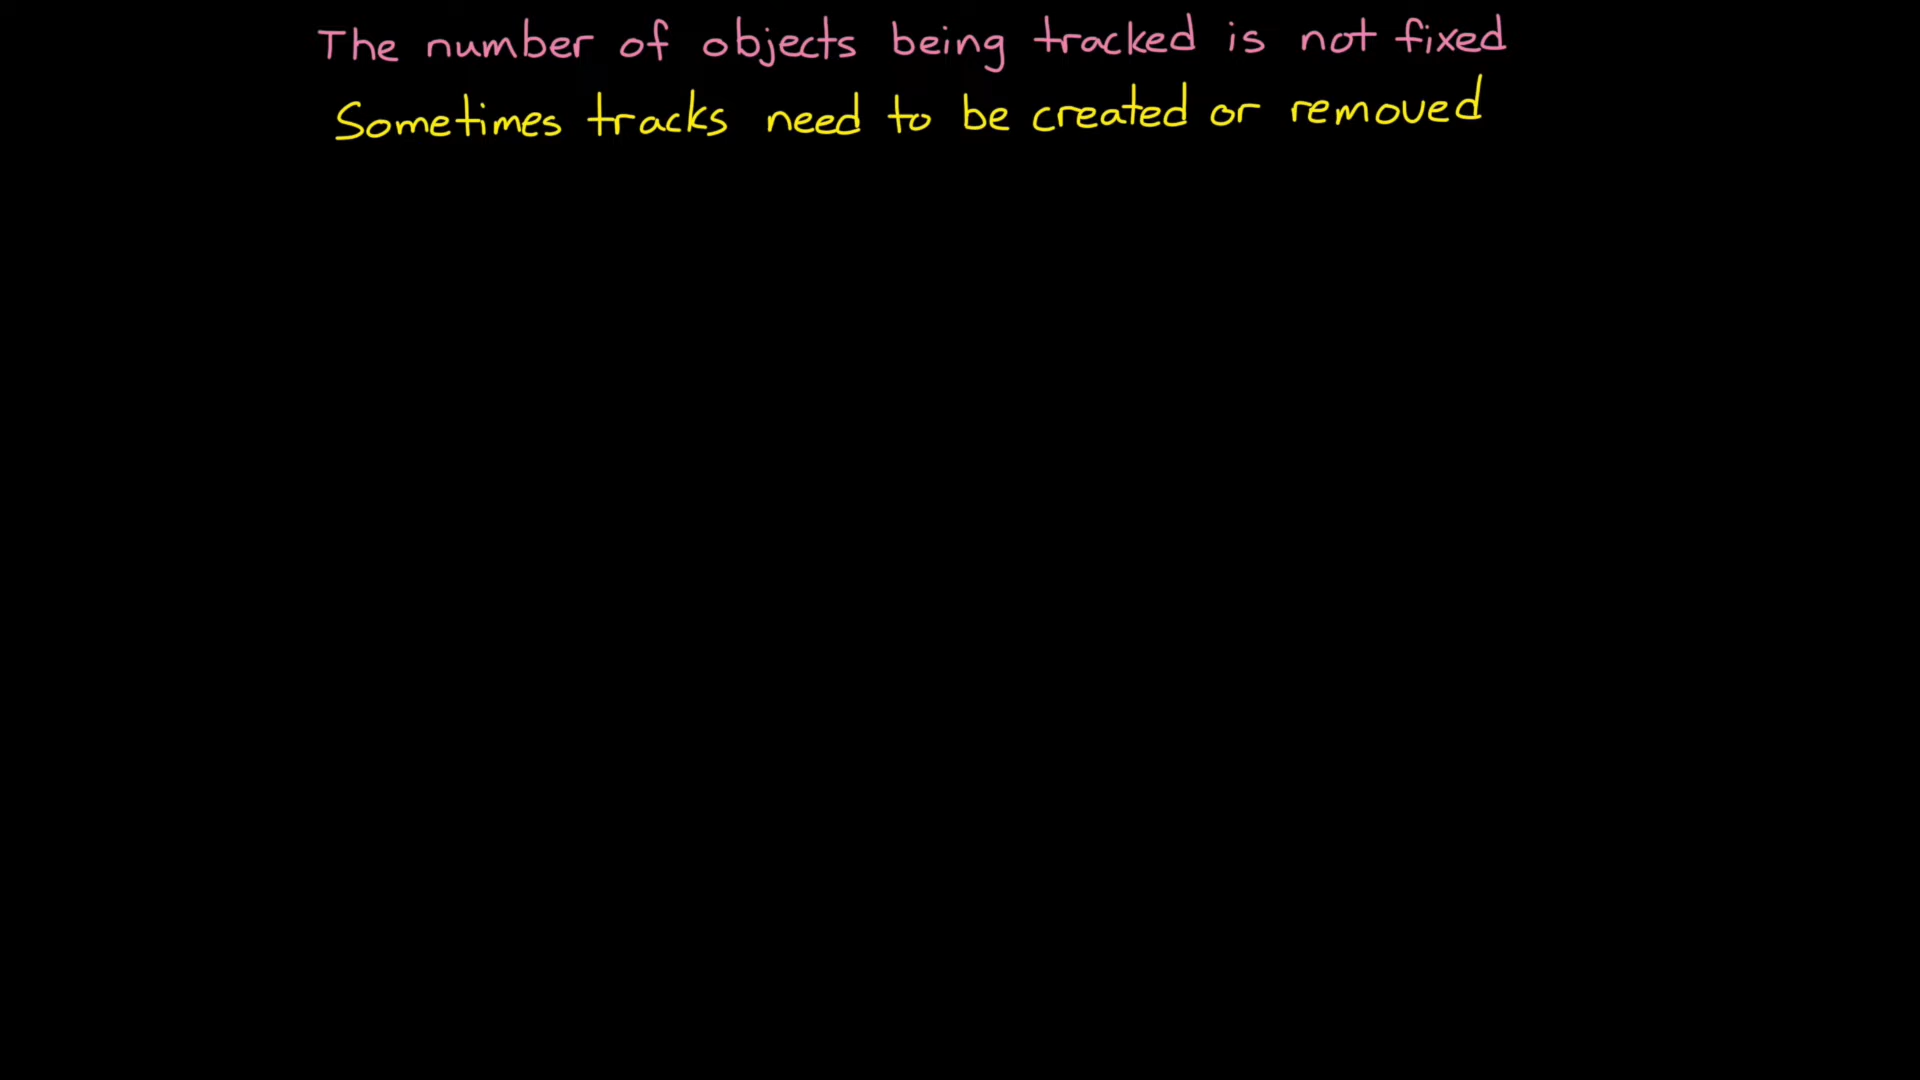 The number of objects being tracked is not fixed
Sometimes tracks need to be created or removed